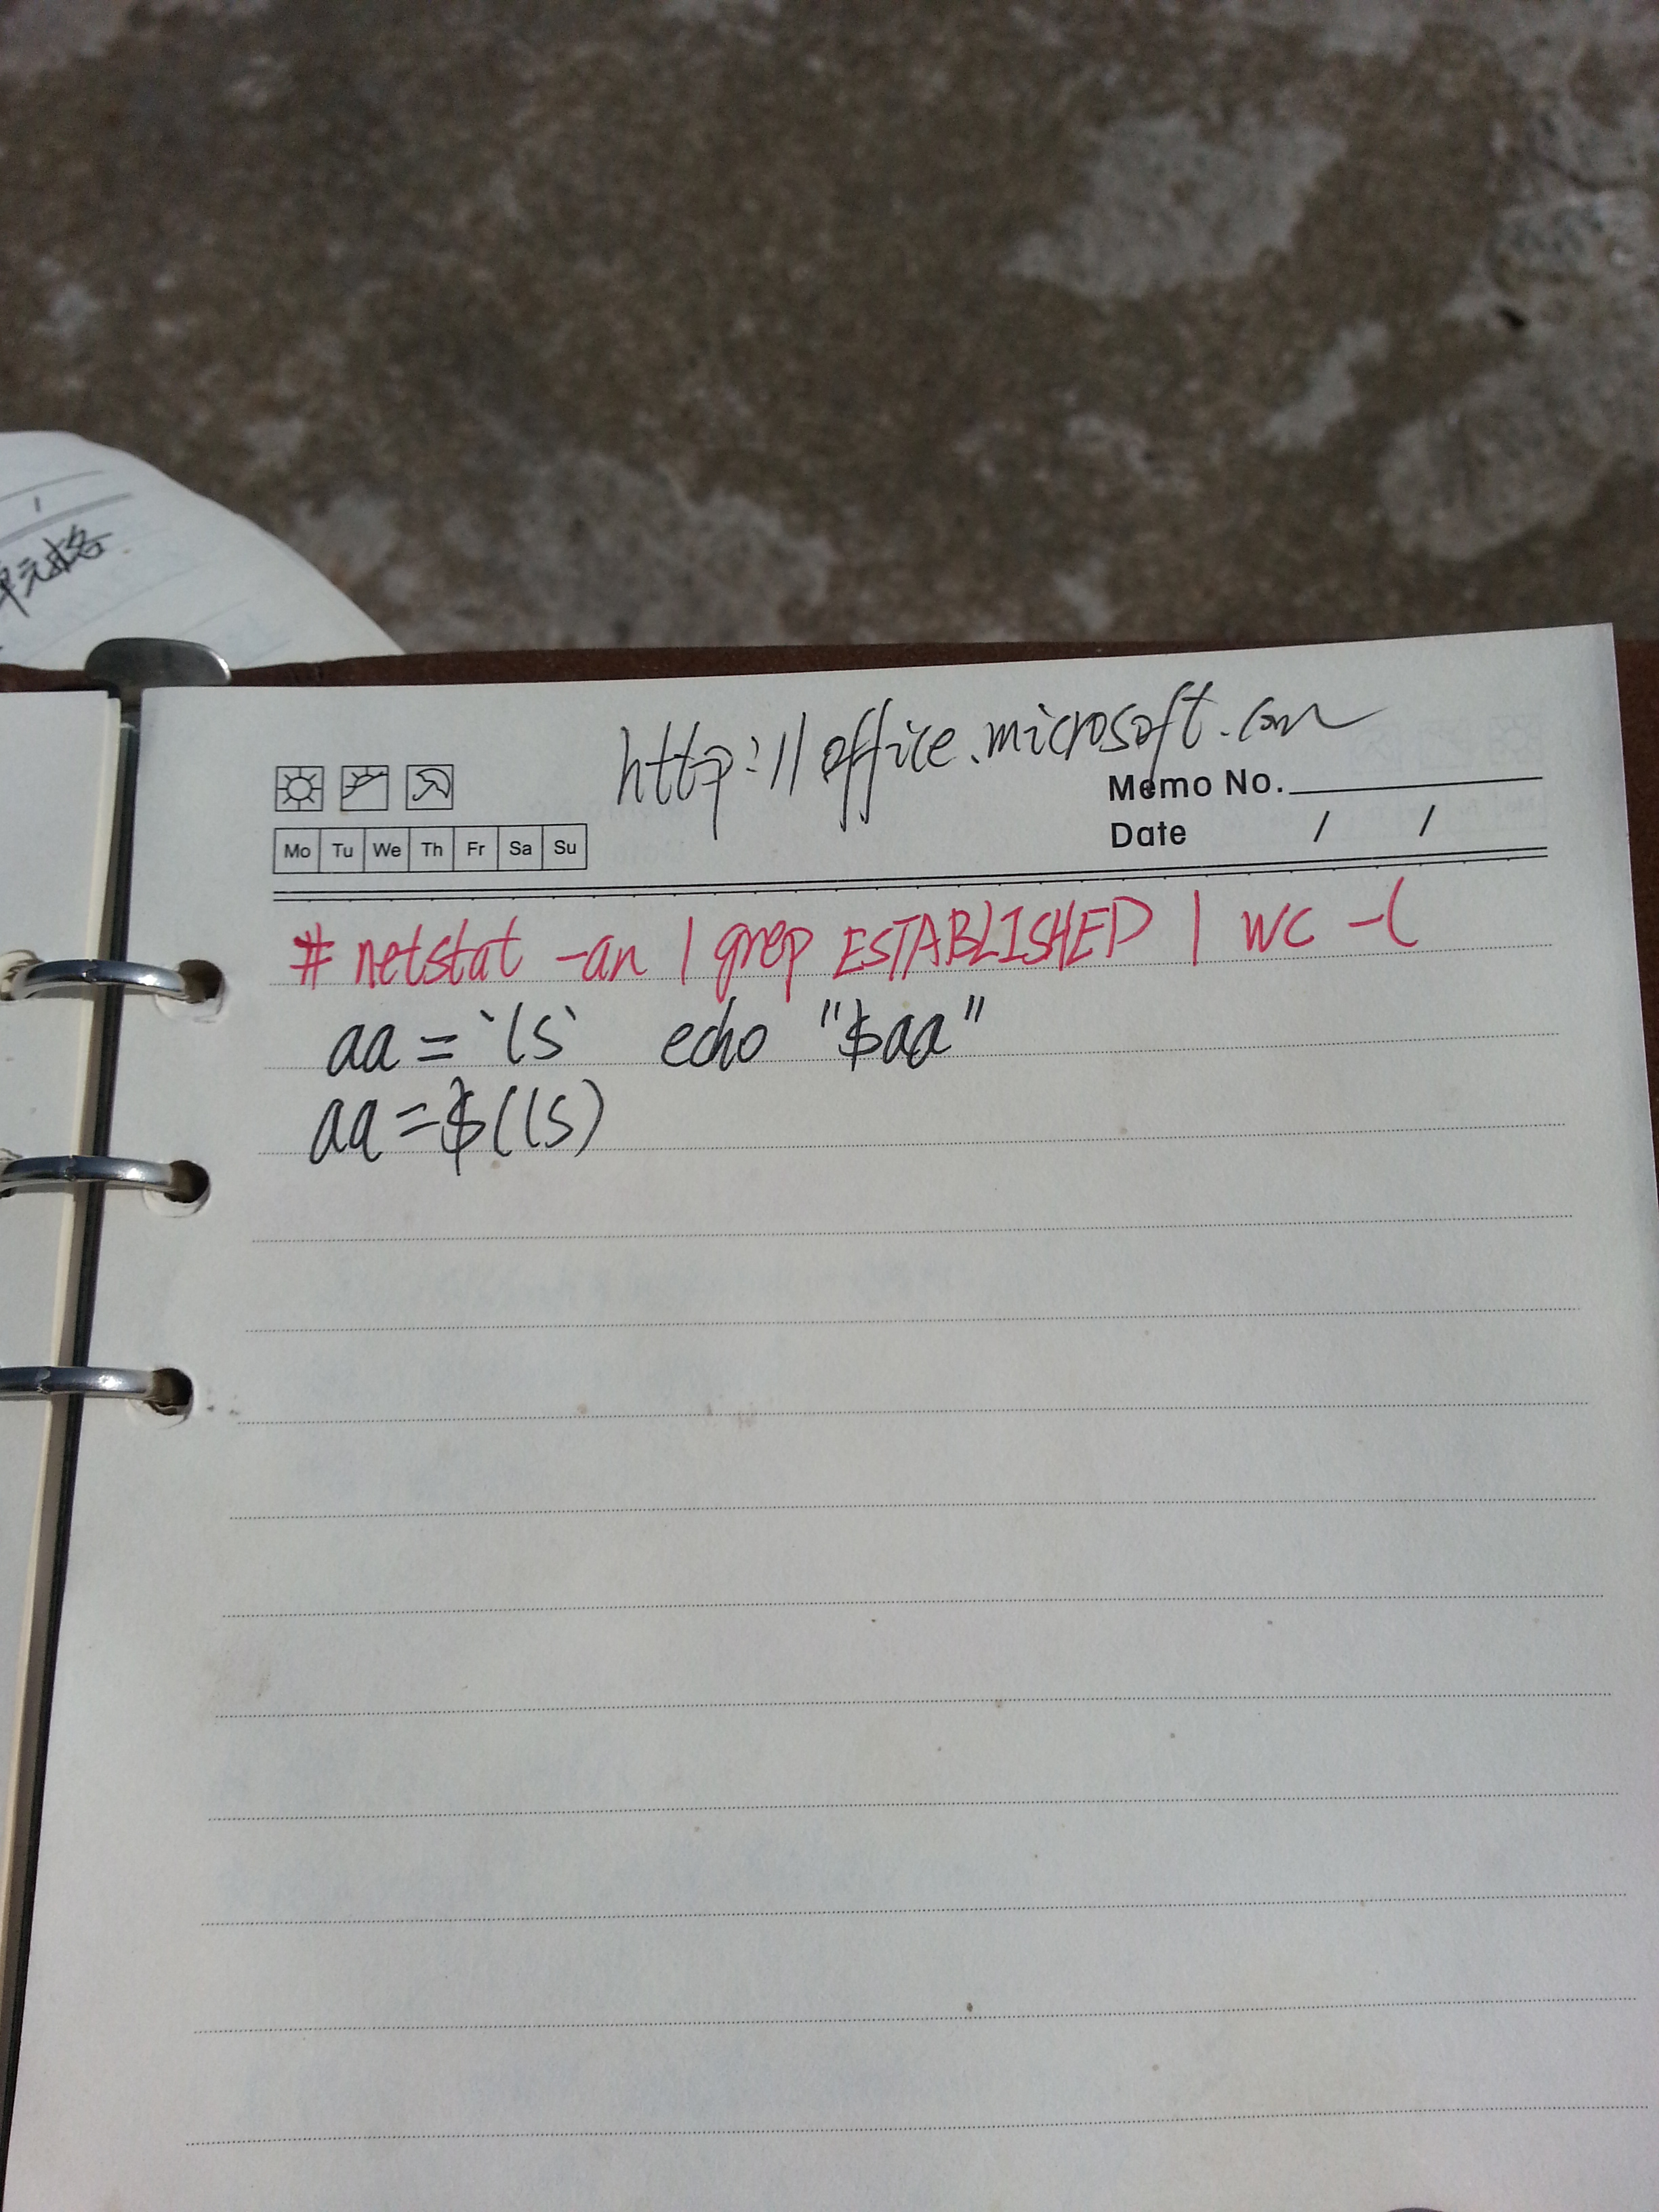 单元格
http://office.microsoft.com
Memo No.
Mo Tu We Th Fr Sa Su
Date / /
# netstat -an | grep ESTABLISHED | wc -l
aa=`ls` echo "$aa"
aa=$(ls)